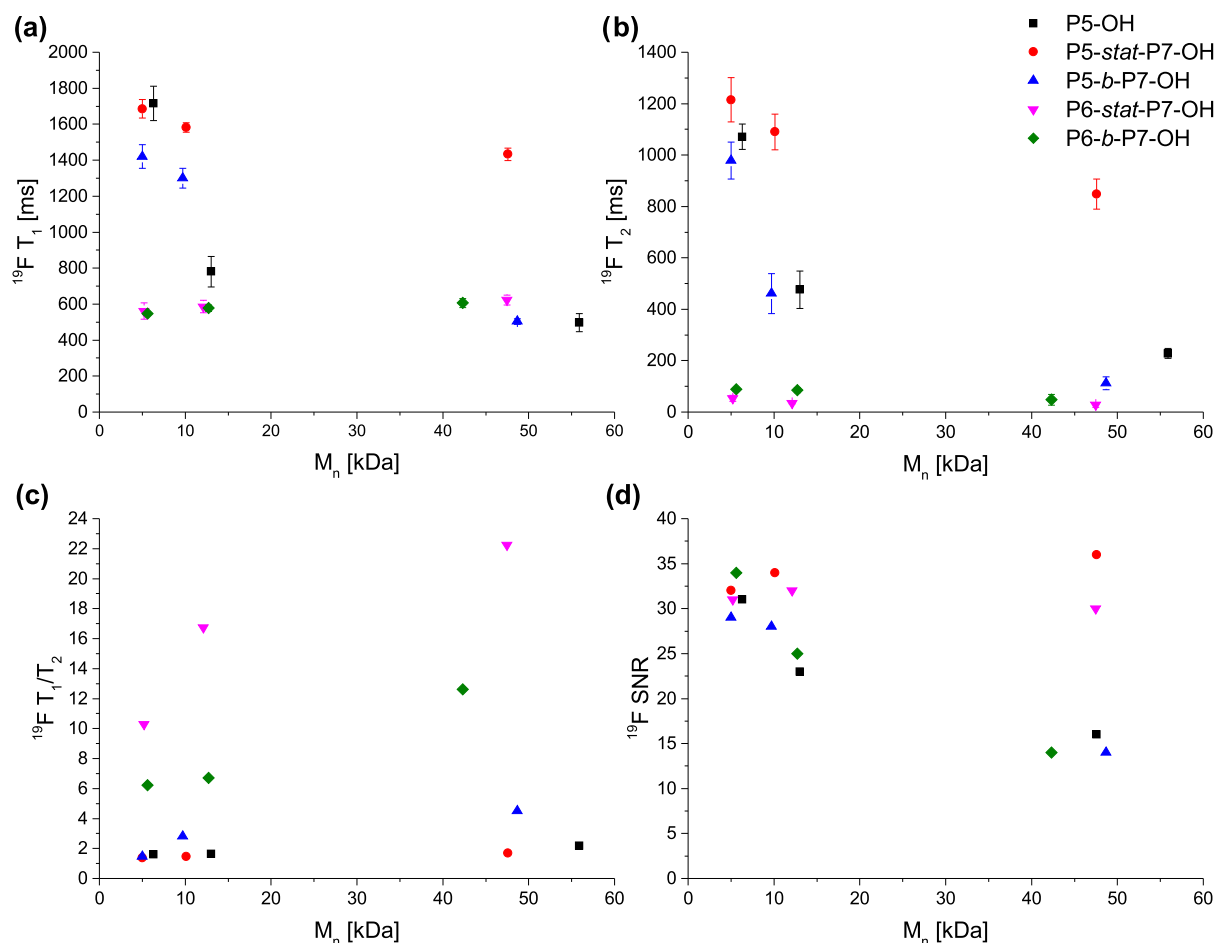 (a)
2000
1800
1600
1400
1200
1000
800
600
400
200
0
¹⁹F T₁ [ms]
0 10 20 30 40 50 60
Mₙ [kDa]
(b)
1400
1200
1000
800
600
400
200
0
¹⁹F T₂ [ms]
0 10 20 30 40 50 60
Mₙ [kDa]
P5-OH
P5-stat-P7-OH
P5-b-P7-OH
P6-stat-P7-OH
P6-b-P7-OH
(c)
24
22
20
18
16
14
12
10
8
6
4
2
0
¹⁹F T₁/T₂
0 10 20 30 40 50 60
Mₙ [kDa]
(d)
40
35
30
25
20
15
10
5
0
¹⁹F SNR
0 10 20 30 40 50 60
Mₙ [kDa]